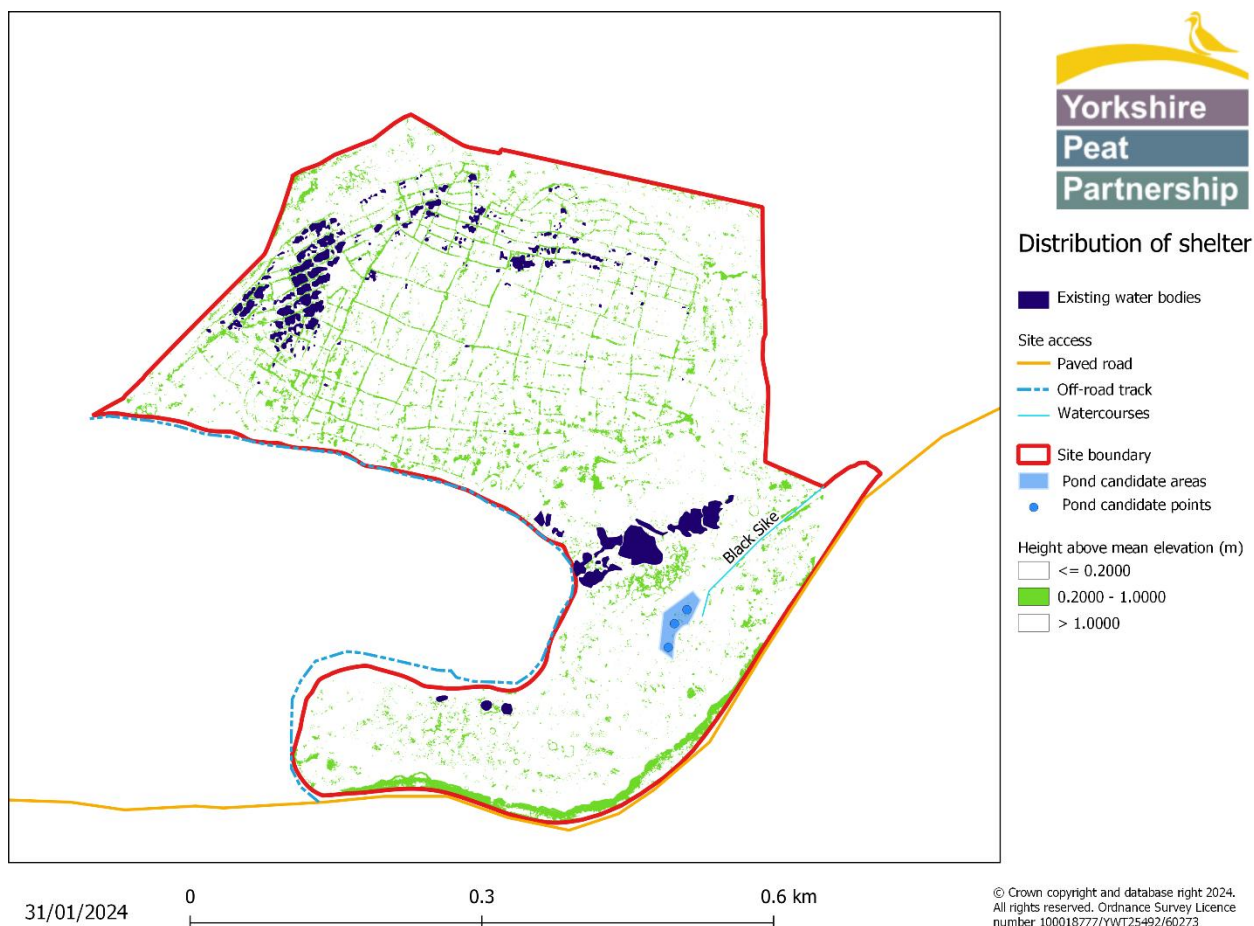 Yorkshire
Peat
Partnership
Distribution of shelter
Existing water bodies
Site access
Paved road
Off-road track
Watercourses
Site boundary
Pond candidate areas
Pond candidate points
Height above mean elevation (m)
<= 0.2000
0.2000 - 1.0000
> 1.0000
Black Sike
31/01/2024
0 0.3 0.6 km
© Crown copyright and database right 2024.
All rights reserved. Ordnance Survey Licence
number 100018777/YWT25492/60273